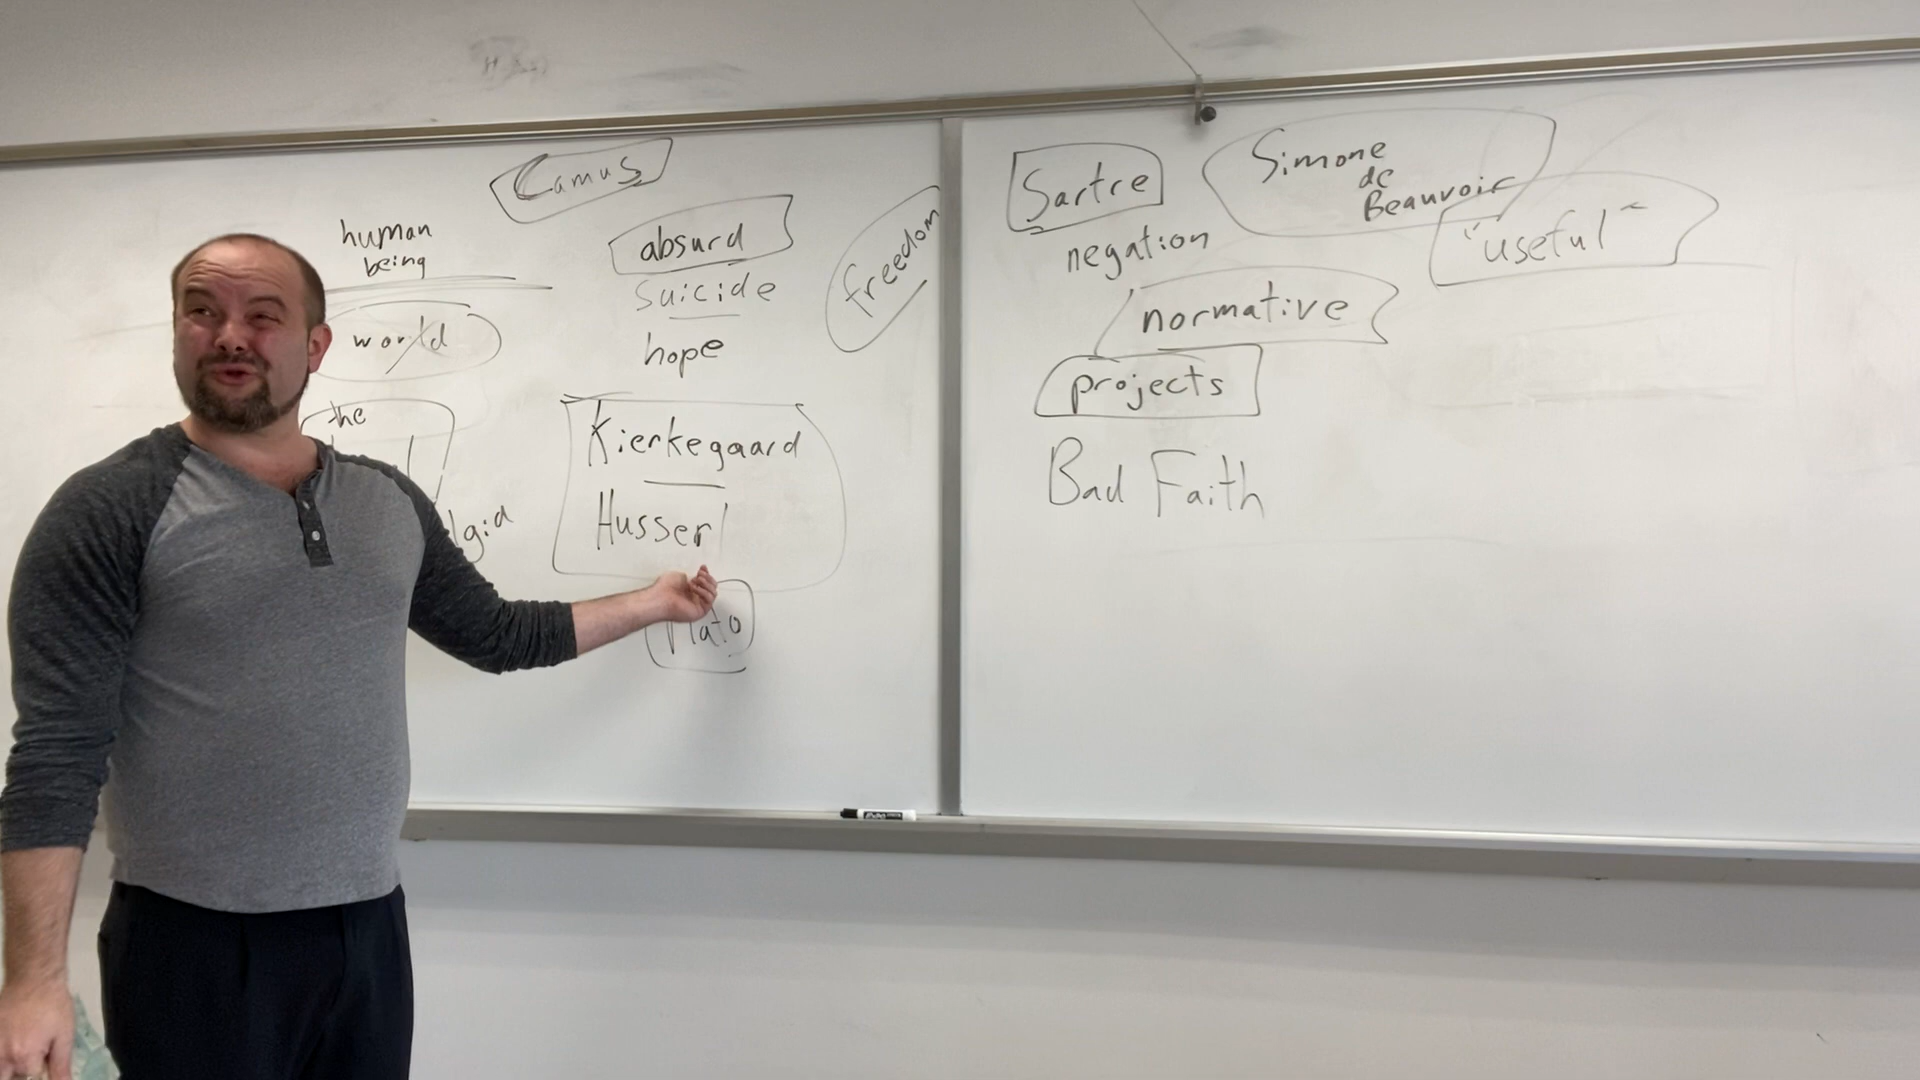 Camus
human
being
world
the
lgia
absurd
suicide
hope
freedom
Kierkegaard
Husserl
Plato
Sartre
negation
Simone
de
Beauvoir
"useful"
normative
projects
Bad Faith